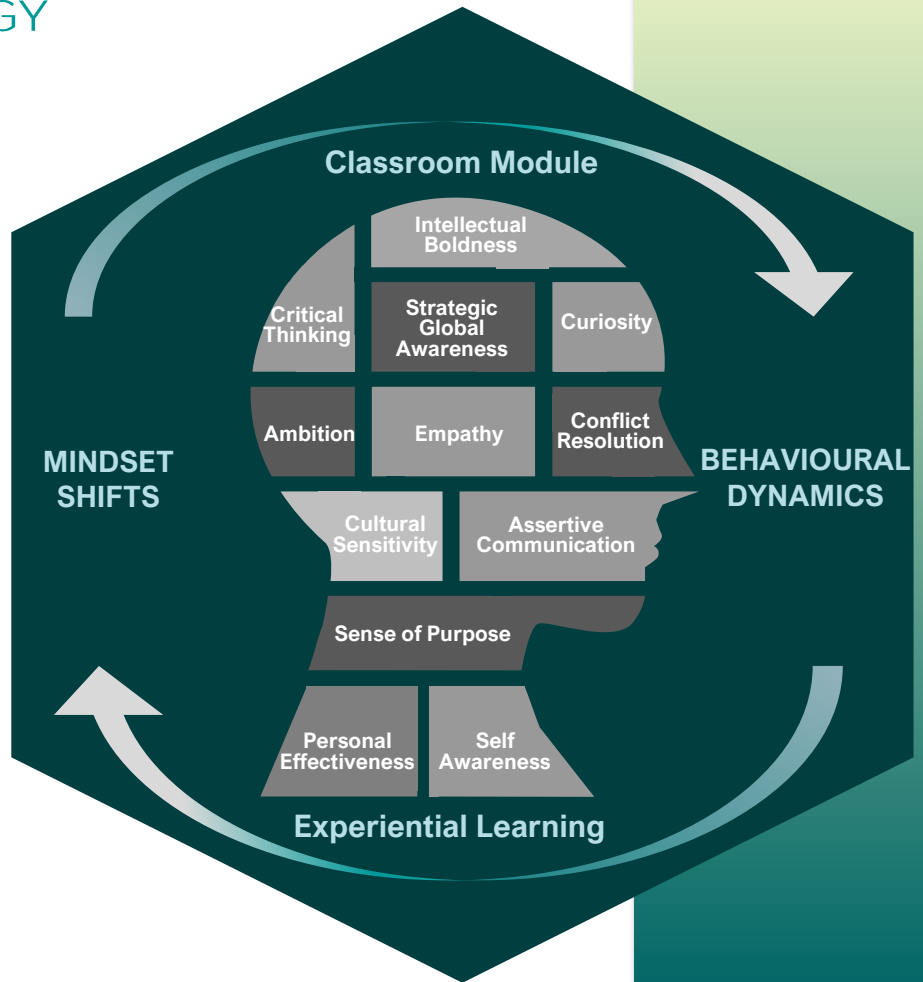 GY
Classroom Module
Intellectual
Boldness
Critical
Thinking
Strategic
Global
Awareness
Curiosity
Ambition
Empathy
Conflict
Resolution
MINDSET
SHIFTS
BEHAVIOURAL
DYNAMICS
Cultural
Sensitivity
Assertive
Communication
Sense of Purpose
Personal
Effectiveness
Self
Awareness
Experiential Learning